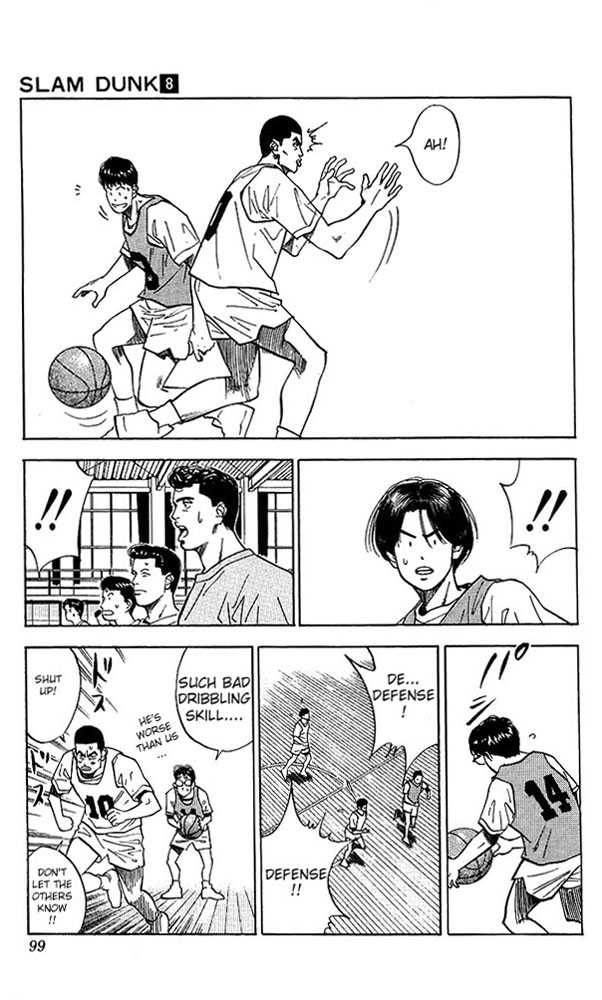 SLAM DUNK 8
AH!
!!
!!
14
DE...
DEFENSE
!
DEFENSE
!!
SUCH BAD
DRIBBLING
SKILL....
HE'S
WORSE
THAN US
...
SHUT
UP!
10
DON'T
LET THE
OTHERS
KNOW
!!
99